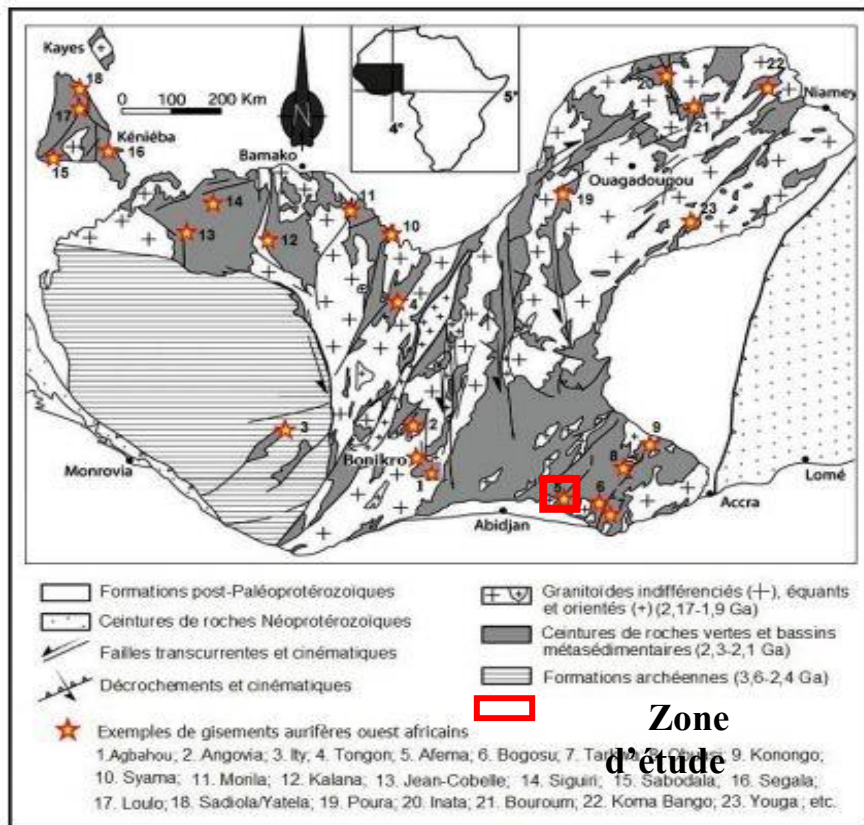 Kayes
18
17
0 100 200 Km
Kéniéba
16
15
N
5°
4°
Bamako
14
13
12
11
10
20
22
21
Niamey
Ouagadougou
19
23
4
3
2
Bonikro
1
Monrovia
Abidjan
5
6
8
9
Accra
Lomé
Formations post-Paléoprotérozoïques
Ceintures de roches Néoprotérozoïques
Failles transcurrentes et cinématiques
Décrochements et cinématiques
Granitoïdes indifférenciés (+), équants
et orientés (+) (2,17-1,9 Ga)
Ceintures de roches vertes et bassins
métasédimentaires (2,3-2,1 Ga)
Formations archéennes (3,6-2,4 Ga)
Zone
d'étude
Exemples de gisements aurifères ouest africains
1.Agbahou; 2. Angovia; 3. Ity; 4. Tongon; 5. Afema; 6. Bogosu; 7. 9. Konongo;
10. Syama; 11. Morila; 12. Kalana; 13. Jean-Cobelle; 14. Siguiri; 15. Sabodala; 16. Segala;
17. Loulo; 18. Sadiola/Yatela; 19. Poura; 20. Inata; 21. Bouroum; 22. Koma Bango; 23. Youga ; etc.